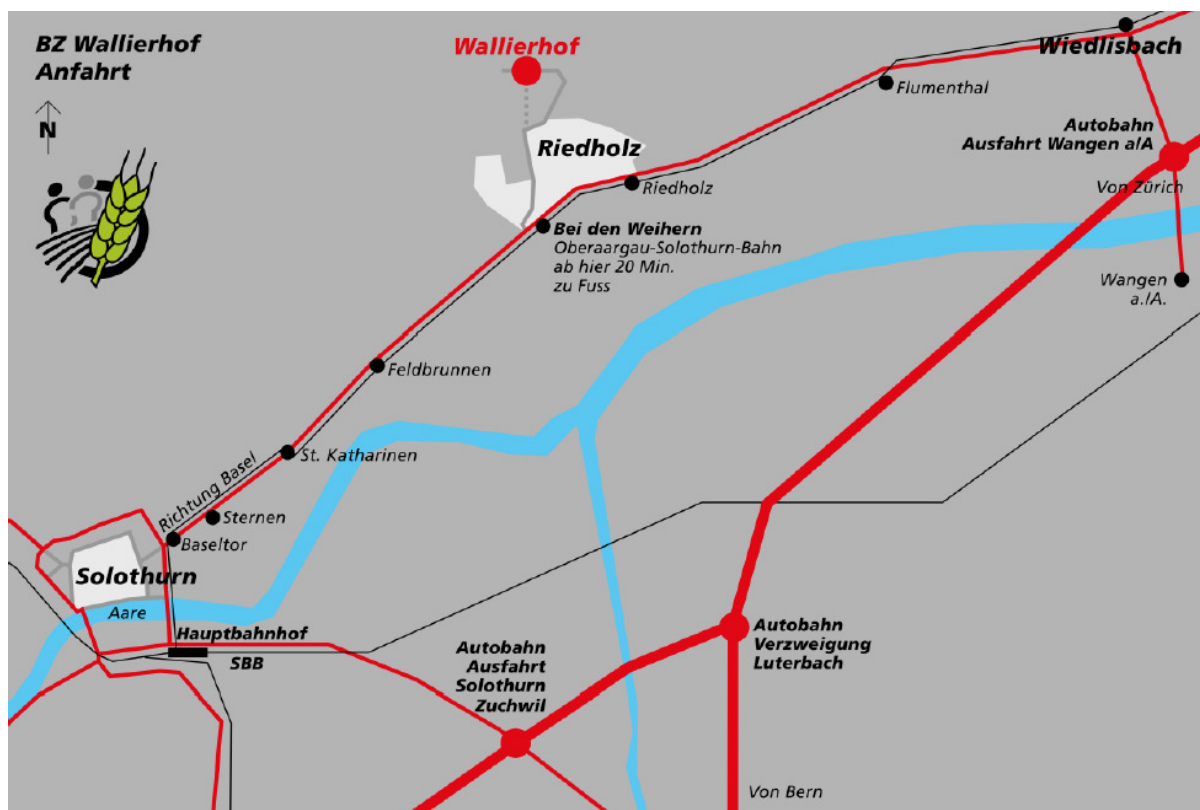 BZ Wallierhof
Anfahrt
N
Wallierhof
Wiedlisbach
Flumenthal
Autobahn
Ausfahrt Wangen a/A
Von Zürich
Riedholz
Riedholz
Bei den Weihern
Oberaargau-Solothurn-Bahn
ab hier 20 Min.
zu Fuss
Wangen
a./A.
Feldbrunnen
St. Katharinen
Richtung Basel
Sternen
Baseltor
Solothurn
Aare
Hauptbahnhof
SBB
Autobahn
Ausfahrt
Solothurn
Zuchwil
Autobahn
Verzweigung
Luterbach
Von Bern